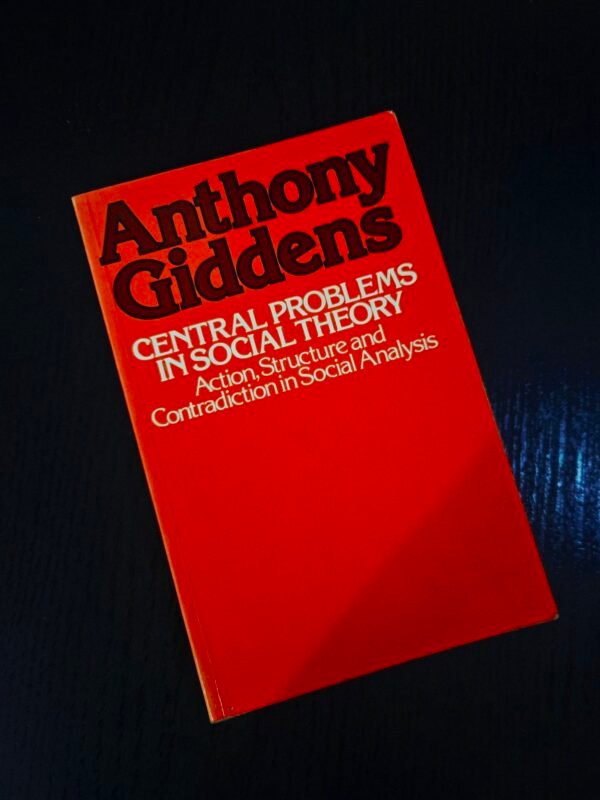 Anthony
Giddens
CENTRAL PROBLEMS
IN SOCIAL THEORY
Action, Structure and
Contradiction in Social Analysis